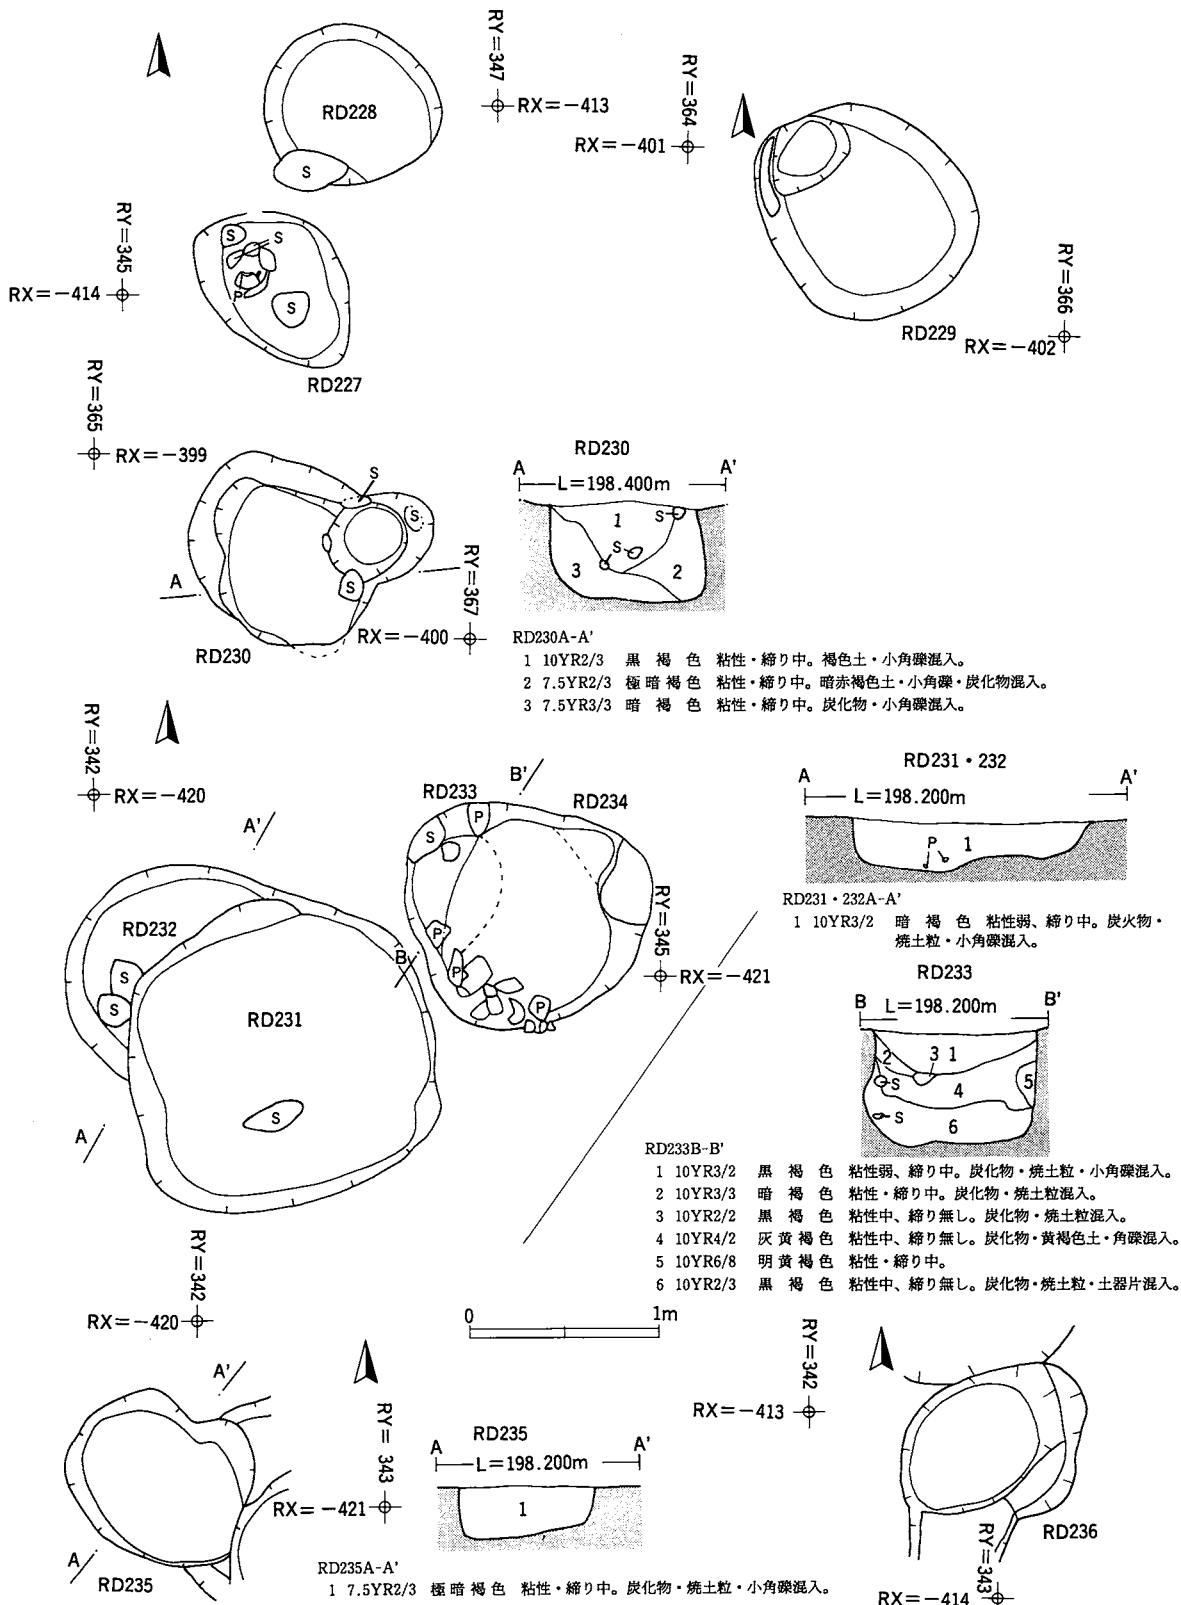 RY=347
RX=-413
RD228
RY=364
RX=-401
S
RY=345
RX=-414
S
S
P
S
RD227
RY=366
RD229
RX=-402
RY=365
RX=-399
S
S
S
A
RY=367
RX=-400
RD230
RD230
A
A'
L=198.400m
1
S
S
3
2
RD230A-A'
1 10YR2/3 黒褐色 粘性・締り中。褐色土・小角礫混入。
2 7.5YR2/3 極暗褐色 粘性・締り中。暗赤褐色土・小角礫・炭化物混入。
3 7.5YR3/3 暗褐色 粘性・締り中。炭化物・小角礫混入。
RY=342
RX=-420
A'
RD233
B'
RD234
S
P
P
P
P
B
RY=345
RX=-421
RD232
S
S
RD231
S
A
RD231・232
A
A'
L=198.200m
P
1
RD231・232A-A'
1 10YR3/2 暗褐色 粘性弱、締り中。炭火物・
焼土粒・小角礫混入。
RD233
B
B'
L=198.200m
2
3
1
S
4
5
S
6
RD233B-B'
1 10YR3/2 黒褐色 粘性弱、締り中。炭化物・焼土粒・小角礫混入。
2 10YR3/3 暗褐色 粘性・締り中。炭化物・焼土粒混入。
3 10YR2/2 黒褐色 粘性中、締り無し。炭化物・焼土粒混入。
4 10YR4/2 灰黄褐色 粘性中、締り無し。炭化物・黄褐色土・角礫混入。
5 10YR6/8 明黄褐色 粘性・締り中。
6 10YR2/3 黒褐色 粘性中、締り無し。炭化物・焼土粒・土器片混入。
0
1m
RY=342
RX=-420
A'
A
RD235
RY=343
RX=-421
RD235
A
A'
L=198.200m
1
RD235A-A'
1 7.5YR2/3 極暗褐色 粘性・締り中。炭化物・焼土粒・小角礫混入。
RY=342
RX=-413
RD236
RY=343
RX=-414